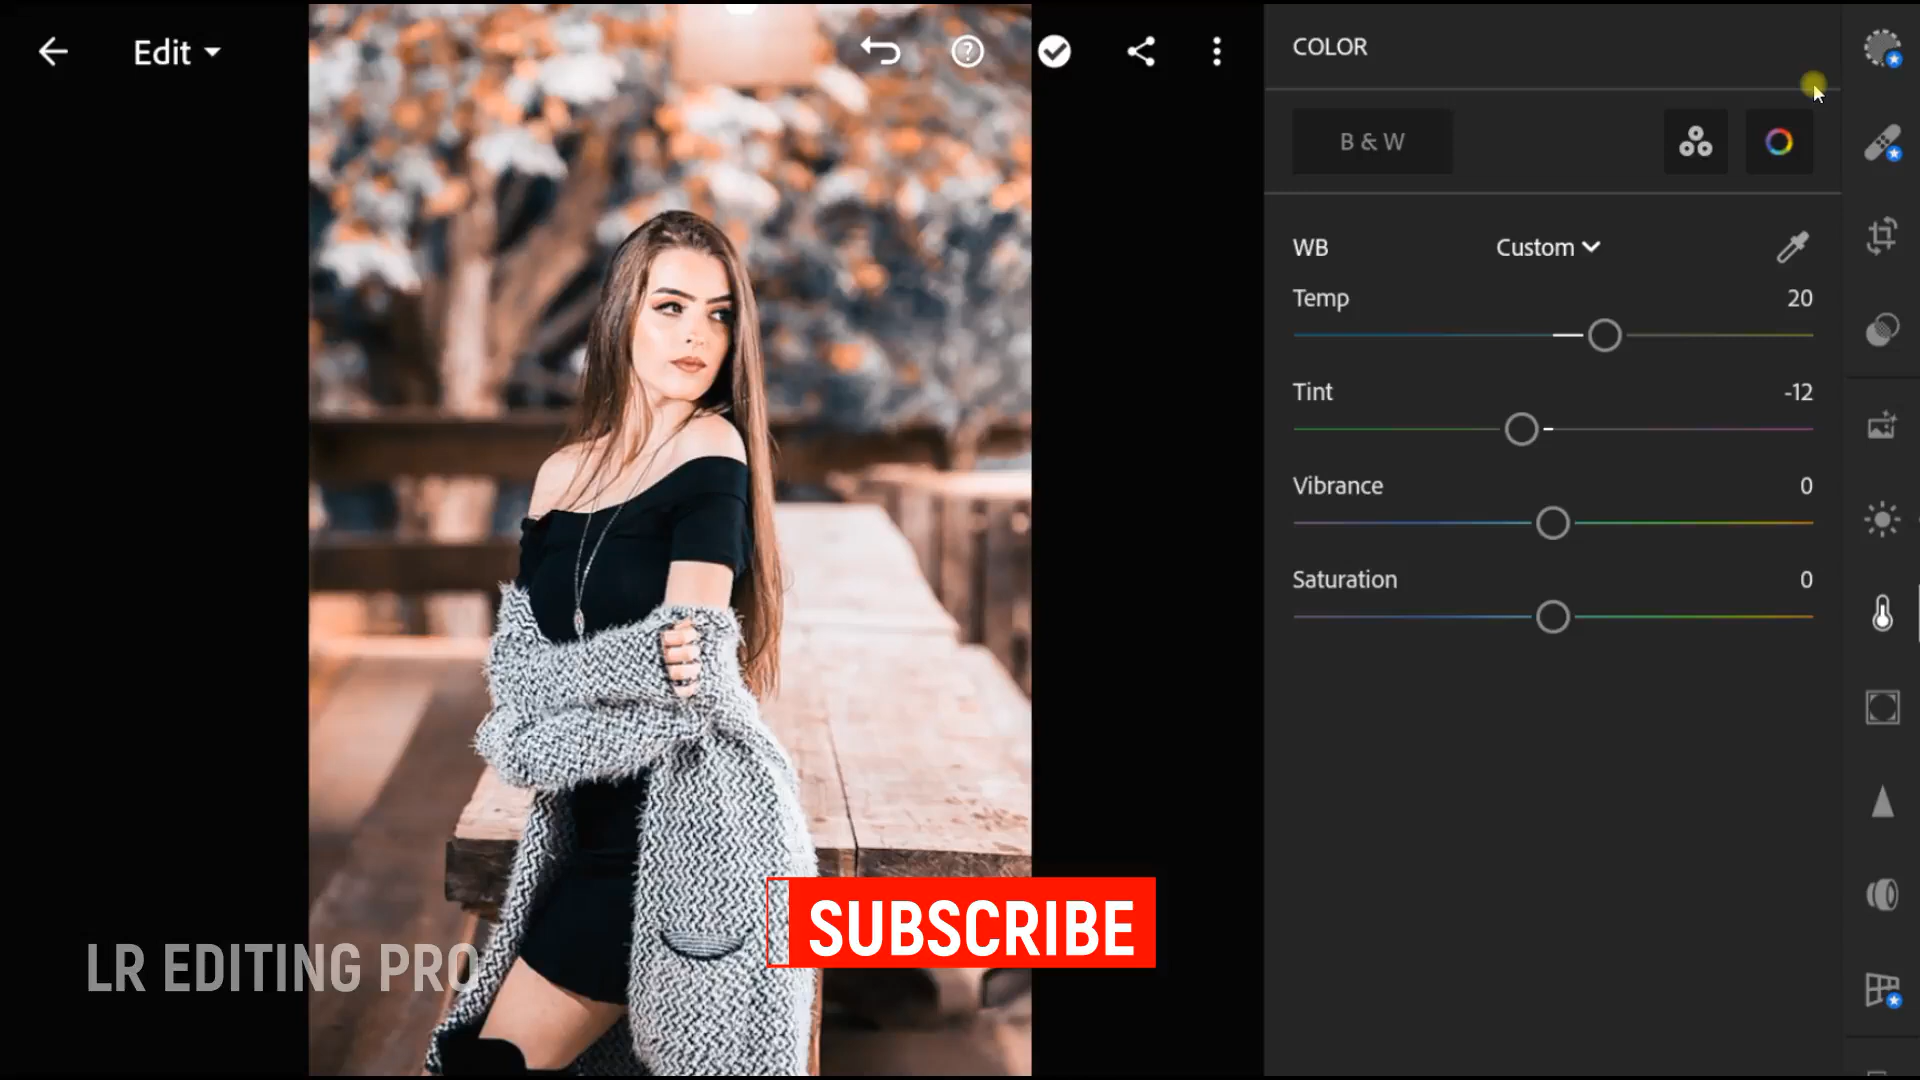 Edit
COLOR
B & W
WB
Custom
Temp
20
Tint
-12
Vibrance
0
Saturation
0
SUBSCRIBE
LR EDITING PRO